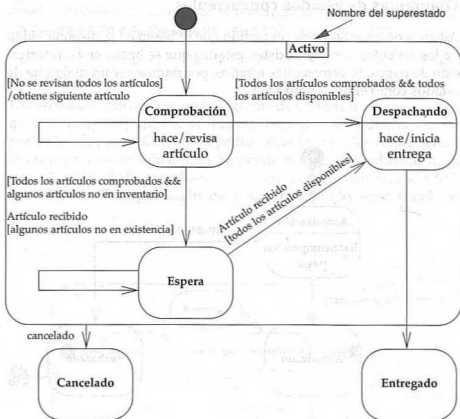 Nombre del superestado
Activo
[No se revisan todos los artículos]
/obtiene siguiente artículo
Comprobación
hace/revisa
artículo
[Todos los artículos comprobados && todos
los artículos disponibles]
Despachando
hace/inicia
entrega
[Todos los artículos comprobados &&
algunos artículos no en inventario]
Artículo recibido
[algunos artículos no en existencia]
Artículo recibido
[todos los artículos disponibles]
Espera
cancelado
Cancelado
Entregado